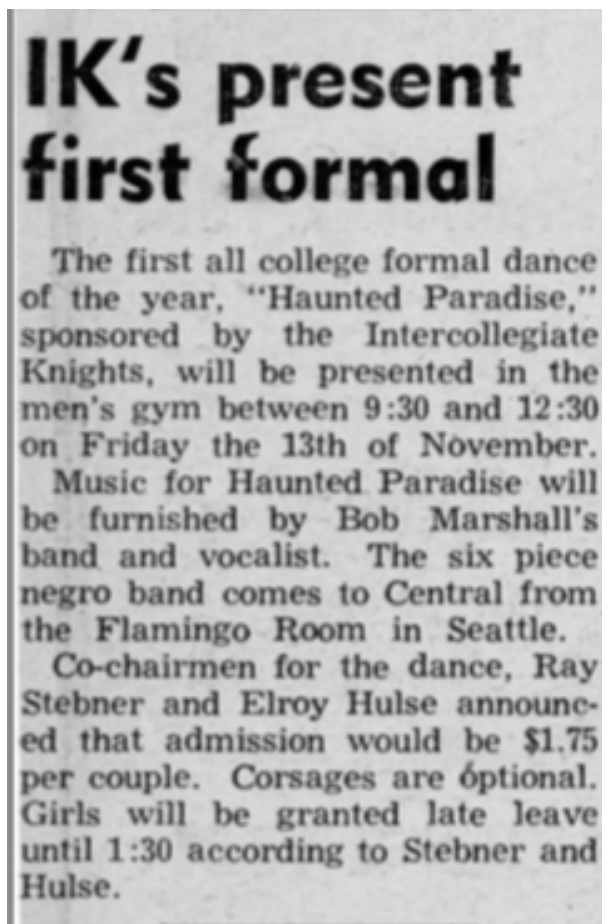 IK's present
first formal
The first all college formal dance
of the year, "Haunted Paradise,"
sponsored by the Intercollegiate
Knights, will be presented in the
men's gym between 9:30 and 12:30
on Friday the 13th of November.
Music for Haunted Paradise will
be furnished by Bob Marshall's
band and vocalist. The six piece
negro band comes to Central from
the Flamingo Room in Seattle.
Co-chairmen for the dance, Ray
Stebner and Elroy Hulse announc-
ed that admission would be $1.75
per couple. Corsages are óptional.
Girls will be granted late leave
until 1:30 according to Stebner and
Hulse.